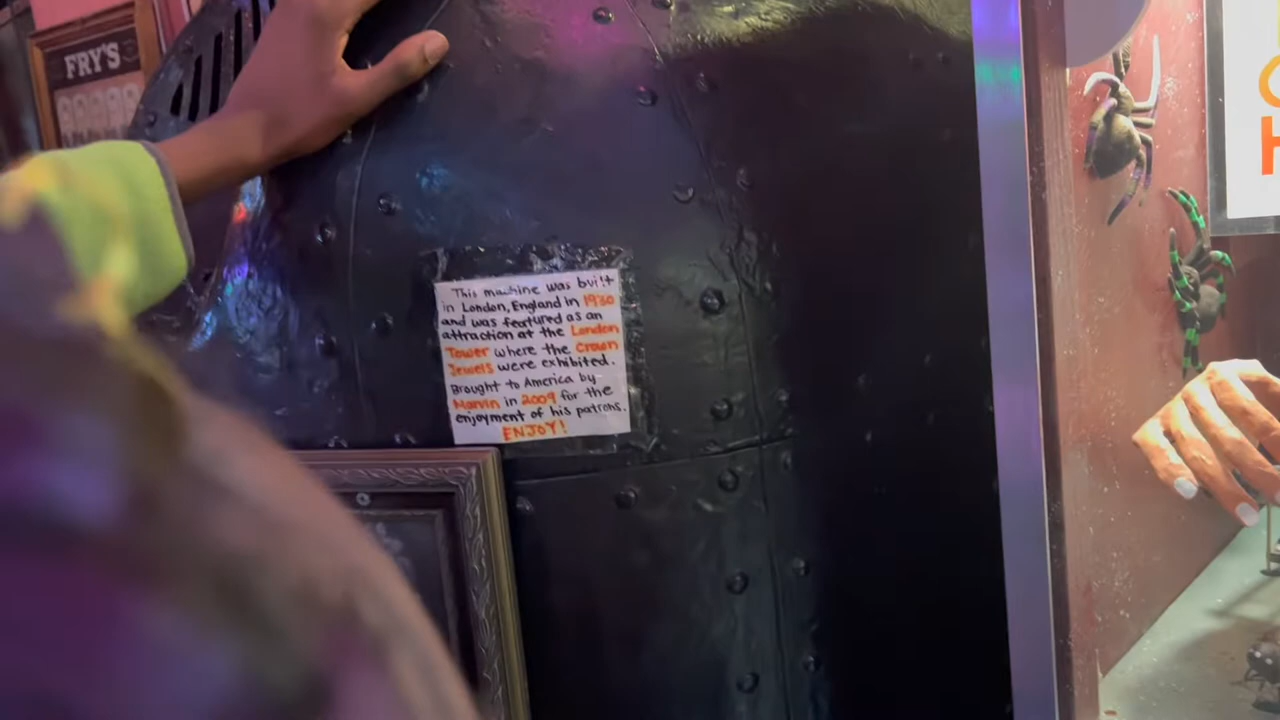 FRY'S
This machine was built
in London, England in 1930
and was featured as an
attraction at the London
Tower where the Crown
Jewels were exhibited.
Brought to America by
Marvin in 2009 for the
enjoyment of his patrons.
ENJOY!